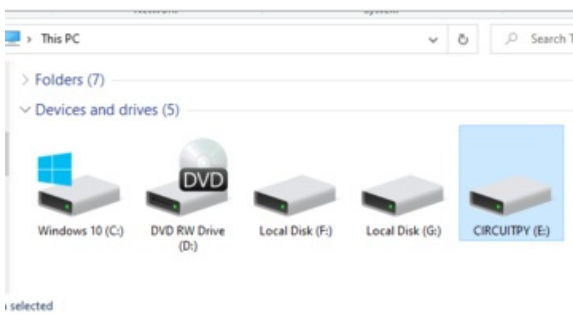 This PC
Search T
Folders (7)
Devices and drives (5)
DVD
Windows 10 (C:)
DVD RW Drive
(D:)
Local Disk (F:)
Local Disk (G:)
CIRCUITPY (E:)
selected